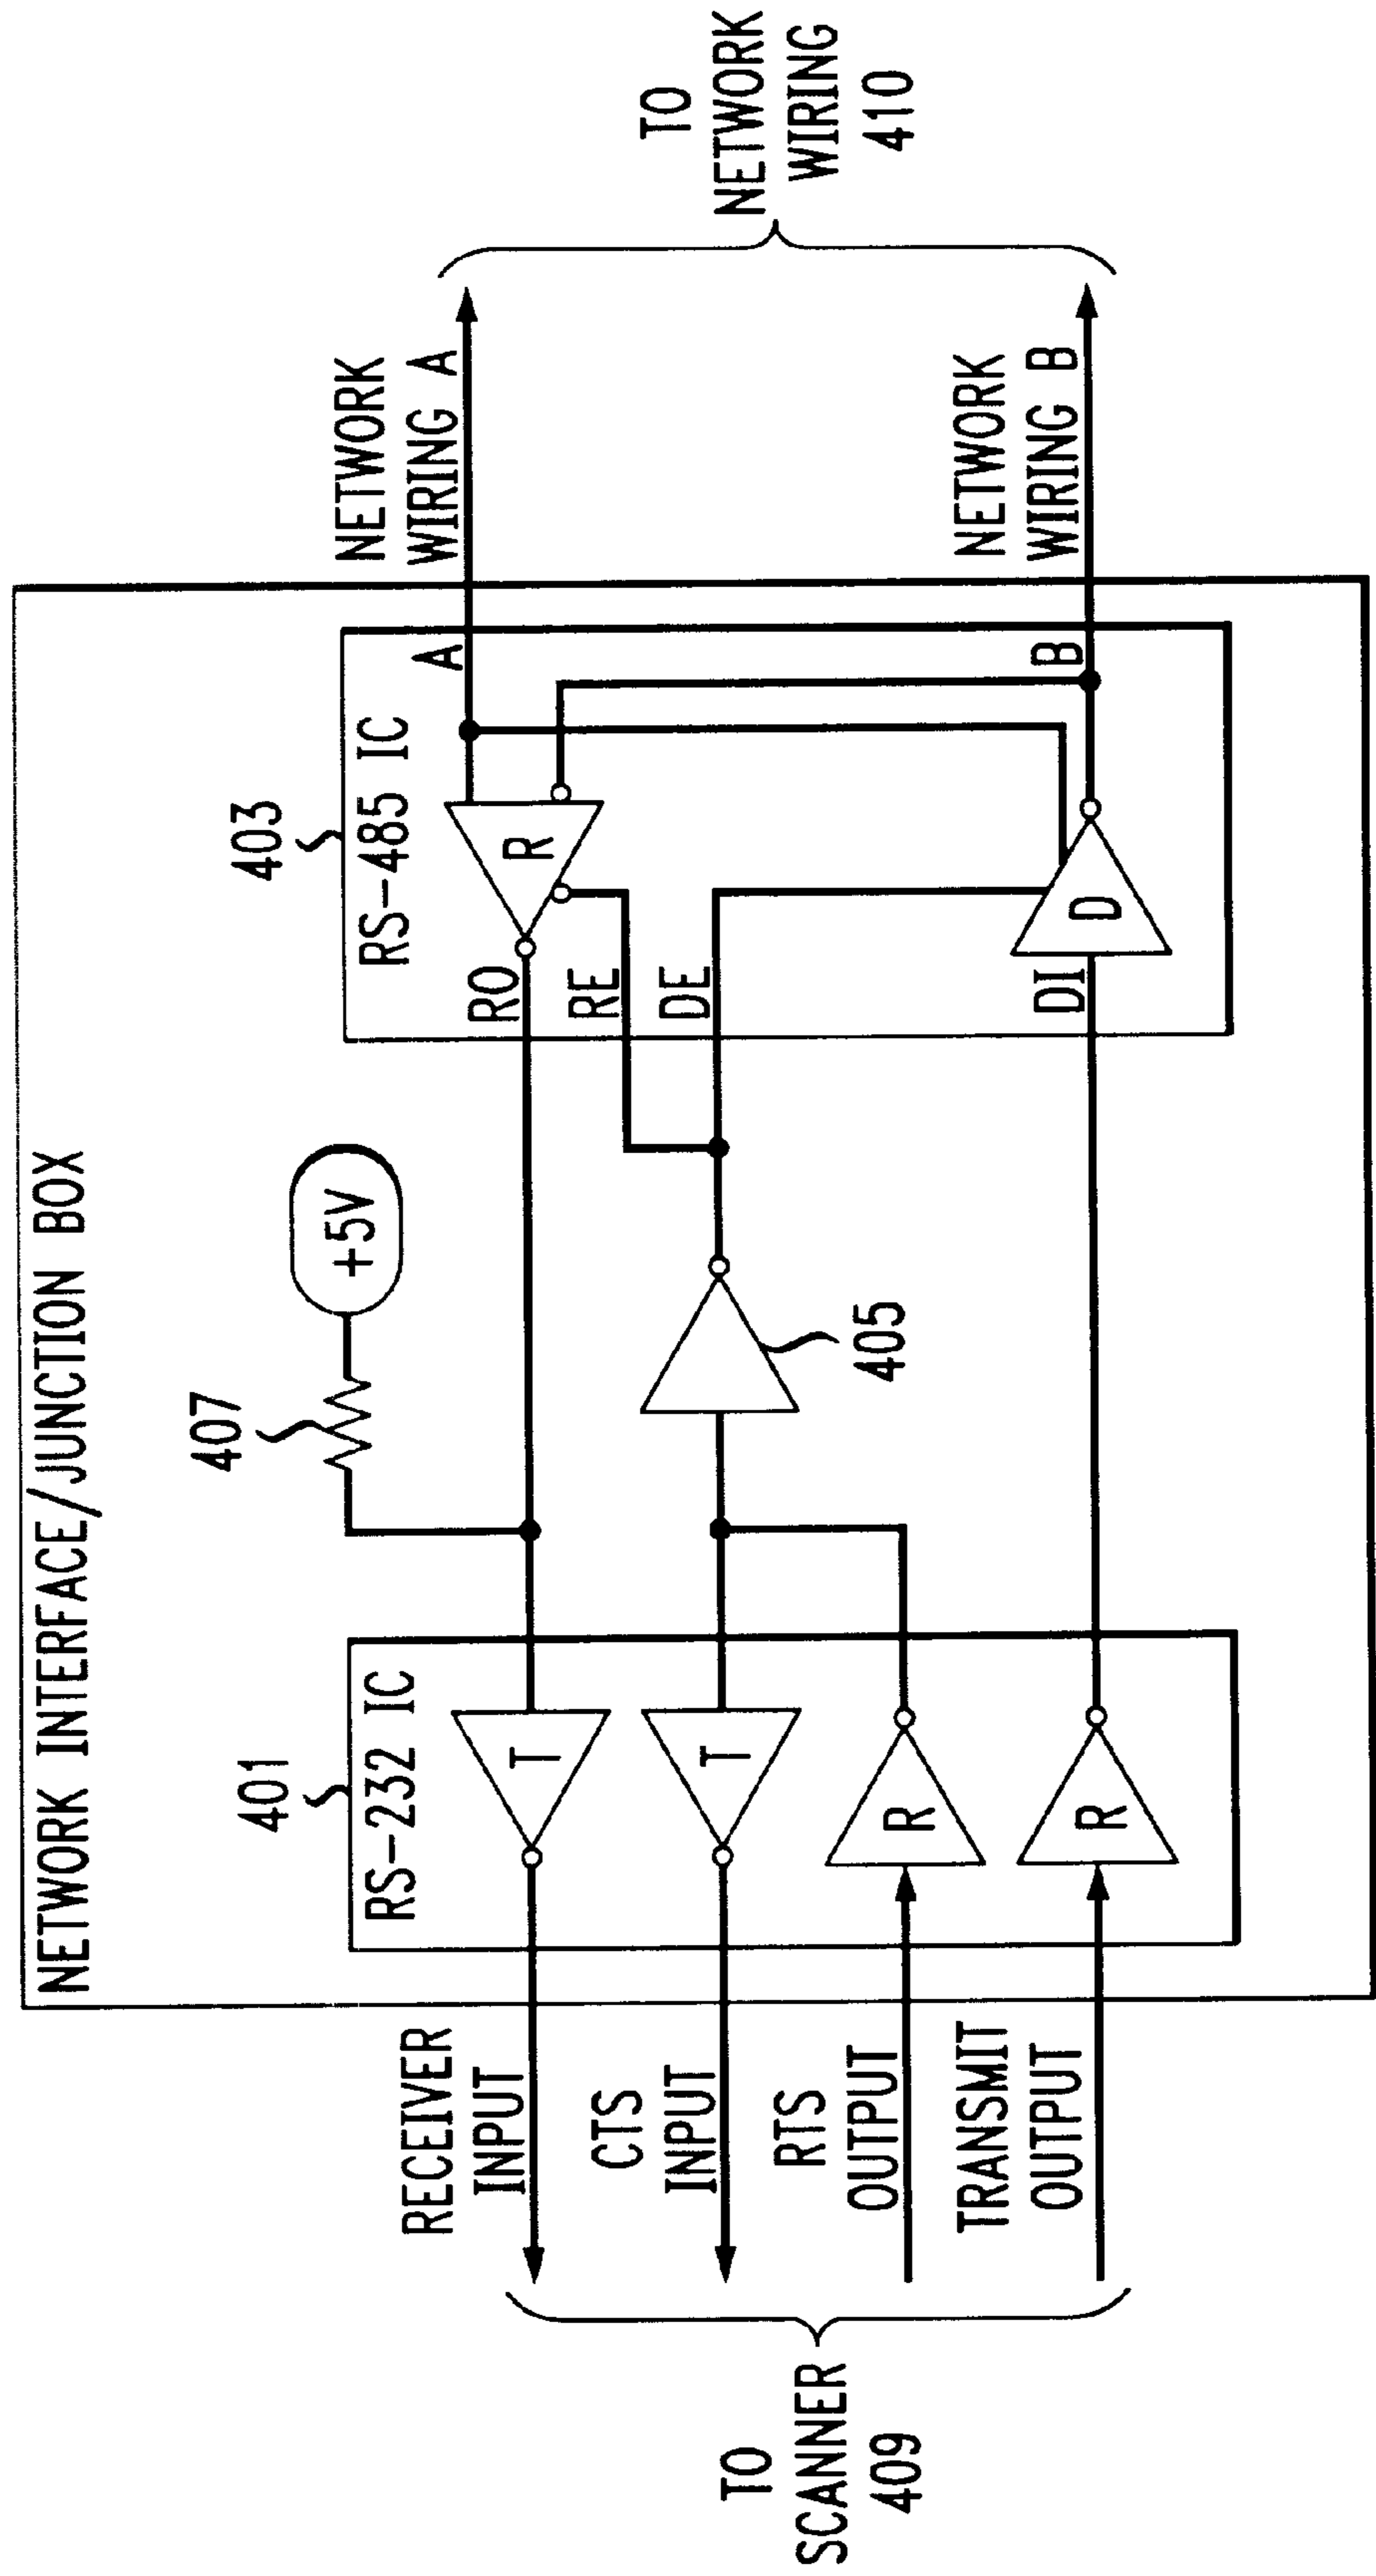 NETWORK INTERFACE/JUNCTION BOX
401
RS-232 IC
T
T
R
R
407
+5V
405
403
RS-485 IC
RO
RE
DE
DI
R
D
A
B
RECEIVER
INPUT
CTS
INPUT
RTS
OUTPUT
TRANSMIT
OUTPUT
TO
SCANNER
409
NETWORK
WIRING A
NETWORK
WIRING B
TO
NETWORK
WIRING
410